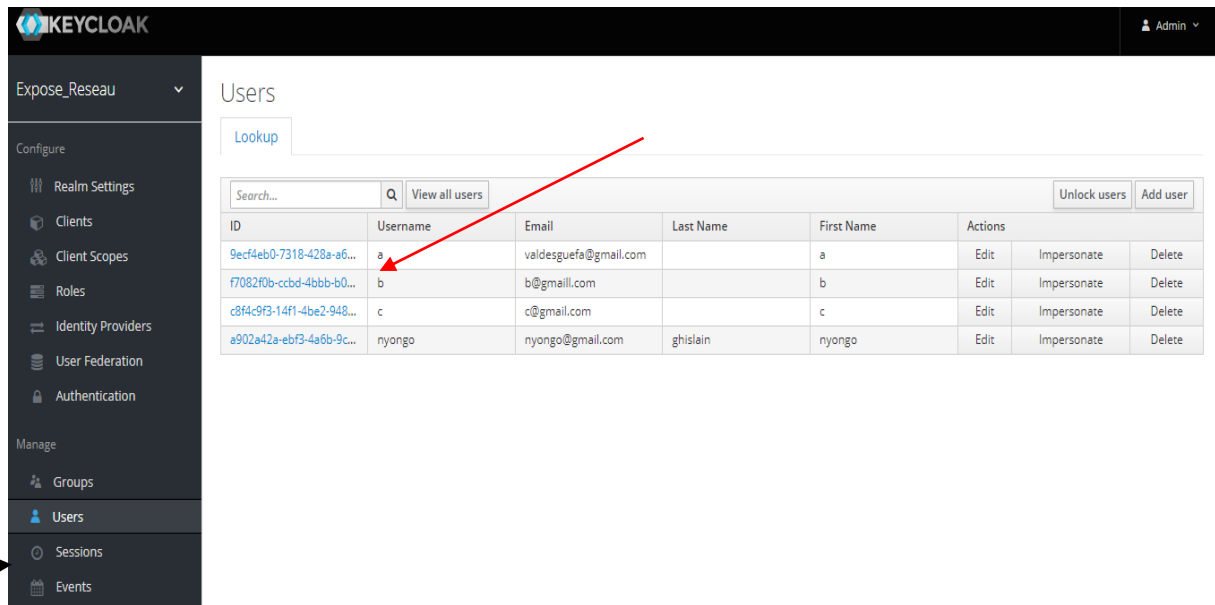 KEYCLOAK
Admin
Expose_Reseau
Configure
Realm Settings
Clients
Client Scopes
Roles
Identity Providers
User Federation
Authentication
Manage
Groups
Users
Sessions
Events
Users
Lookup
Search... View all users Unlock users Add user
ID Username Email Last Name First Name Actions
9ecf4eb0-7318-428a-a6... a valdesguefa@gmail.com a Edit Impersonate Delete
f7082f0b-ccbd-4bbb-b0... b b@gmaill.com b Edit Impersonate Delete
c8f4c9f3-14f1-4be2-948... c c@gmail.com c Edit Impersonate Delete
a902a42a-ebf3-4a6b-9c... nyongo nyongo@gmail.com ghislain nyongo Edit Impersonate Delete